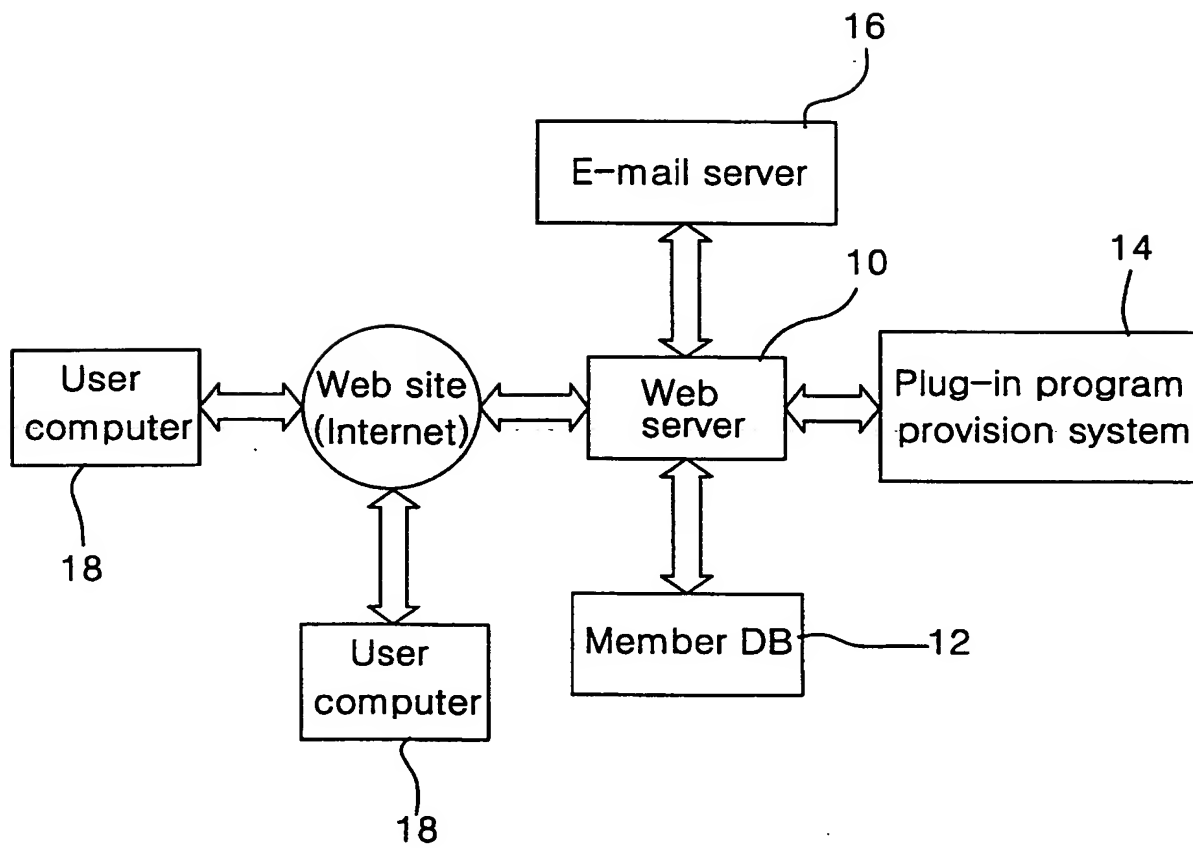 16
E-mail server
10
14
User
computer
Web site
(Internet)
Web
server
Plug-in program
provision system
18
User
computer
Member DB
12
18